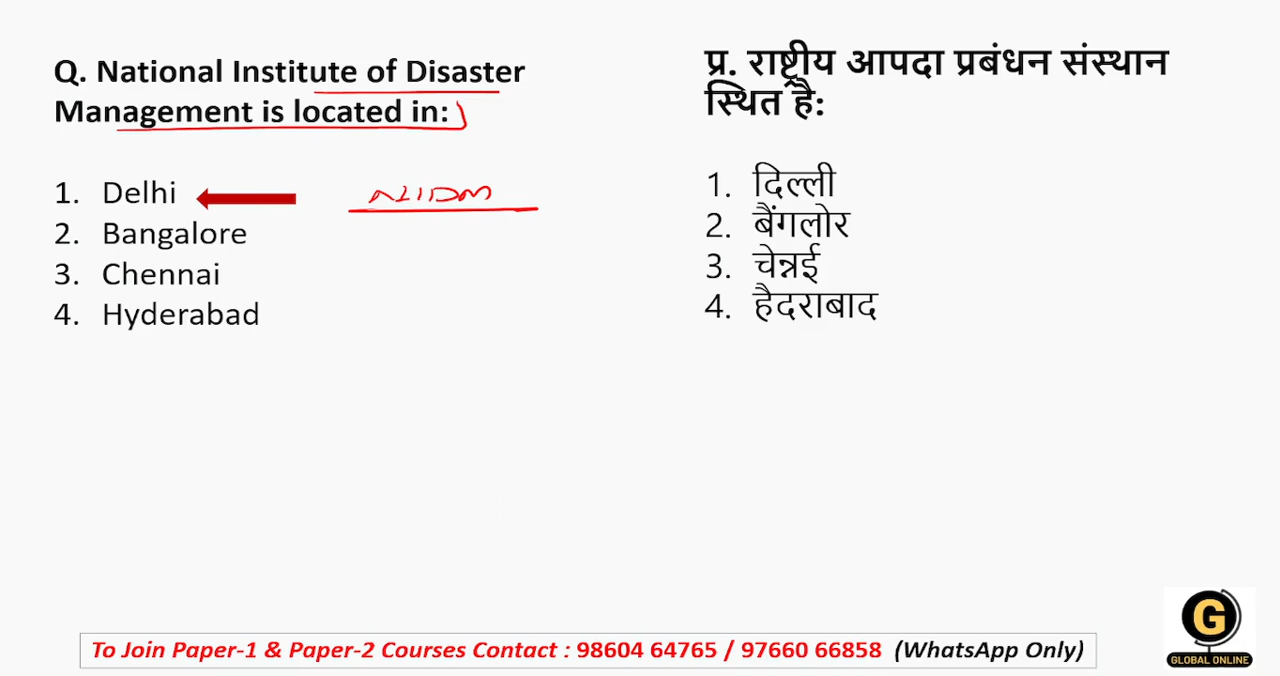 Q. National Institute of Disaster
Management is located in:
1. Delhi
2. Bangalore
3. Chennai
4. Hyderabad
NIDM
प्र. राष्ट्रीय आपदा प्रबंधन संस्थान
स्थित है:
1. दिल्ली
2. बैंगलोर
3. चेन्नई
4. हैदराबाद
To Join Paper-1 & Paper-2 Courses Contact : 98604 64765 / 97660 66858 (WhatsApp Only)
G
GLOBAL ONLINE